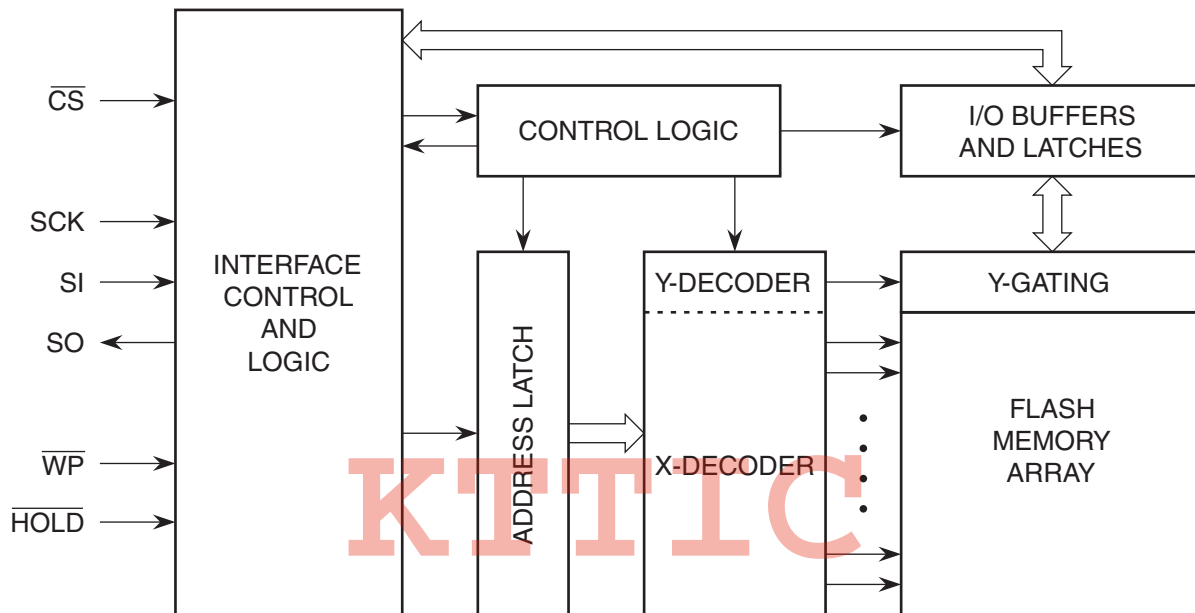 CS
SCK
SI
SO
WP
HOLD
INTERFACE
CONTROL
AND
LOGIC
CONTROL LOGIC
I/O BUFFERS
AND LATCHES
ADDRESS LATCH
Y-DECODER
X-DECODER
Y-GATING
FLASH
MEMORY
ARRAY
KTTIC